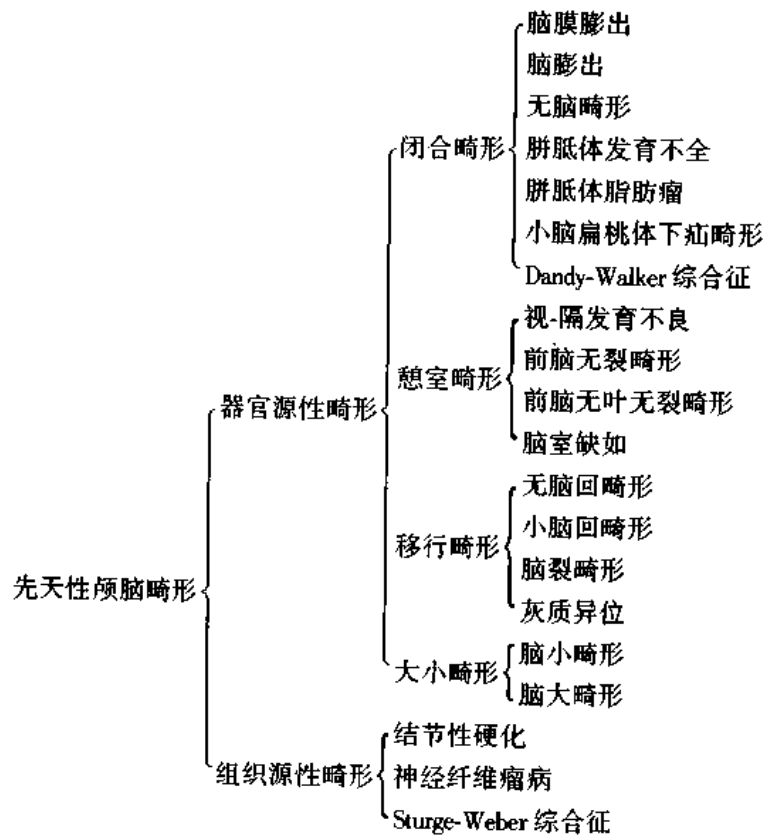 脑膜膨出
脑膨出
无脑畸形
闭合畸形
胼胝体发育不全
胼胝体脂肪瘤
小脑扁桃体下疝畸形
Dandy-Walker 综合征
视-隔发育不良
前脑无裂畸形
憩室畸形
前脑无叶无裂畸形
器官源性畸形
脑室缺如
无脑回畸形
小脑回畸形
移行畸形
脑裂畸形
先天性颅脑畸形
灰质异位
脑小畸形
大小畸形
脑大畸形
结节性硬化
组织源性畸形
神经纤维瘤病
Sturge-Weber 综合征